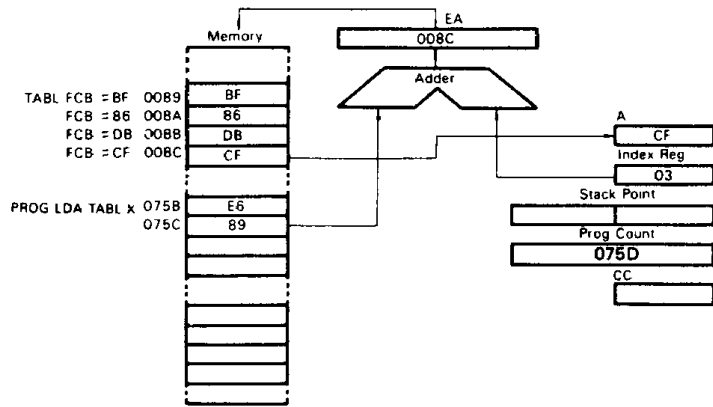 EA
Memory
008C
Adder
TABL FCB = BF 0089 BF
FCB = 86 008A 86
FCB = DB 008B DB
FCB = CF 008C CF
A
CF
Index Reg
03
Stack Point
PROG LDA TABL X 075B E6
075C 89
Prog Count
075D
CC